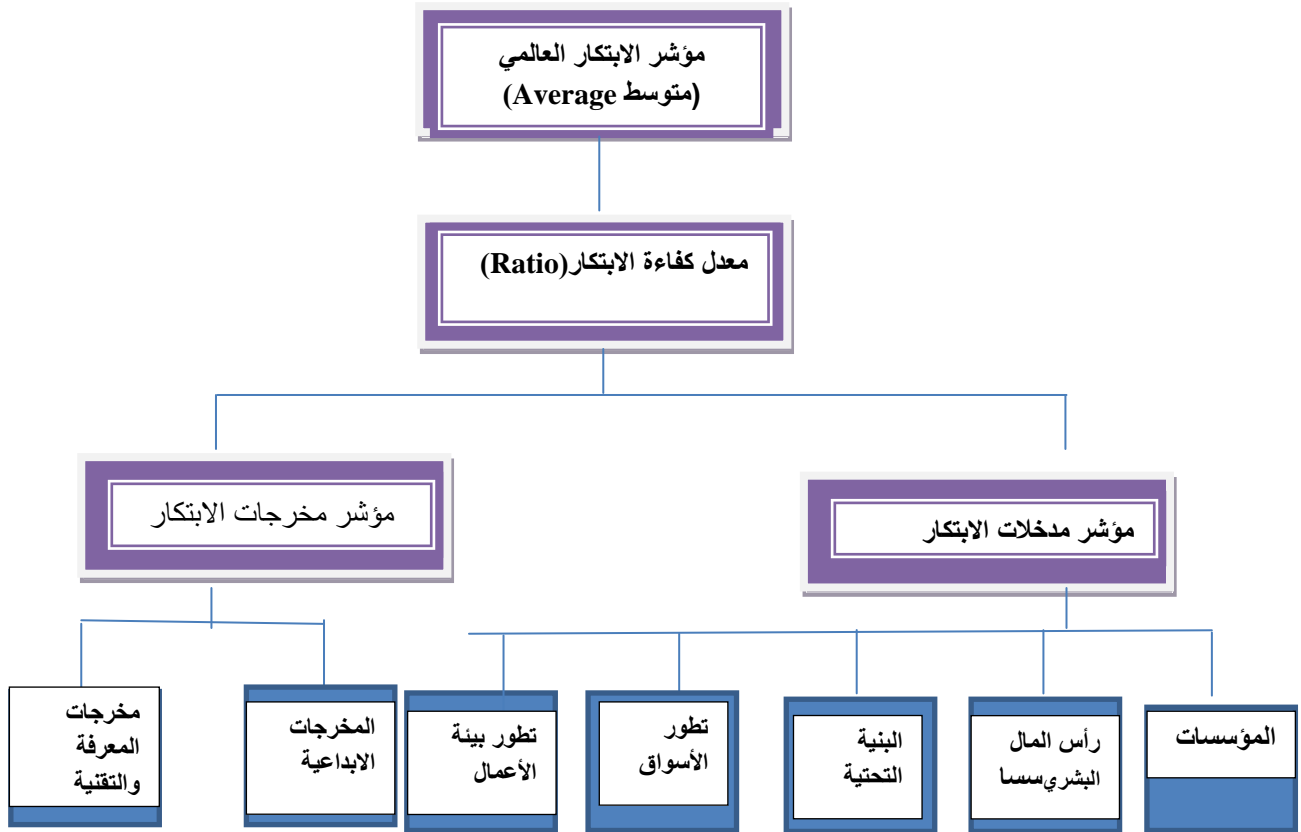 مؤشر الابتكار العالمي
(متوسط Average)
معدل كفاءة الابتكار(Ratio)
مؤشر مدخلات الابتكار
مؤشر مخرجات الابتكار
المؤسسات
رأس المال
البشريسسا
البنية
التحتية
تطور
الأسواق
تطور بيئة
الأعمال
المخرجات
الابداعية
مخرجات
المعرفة
والتقنية